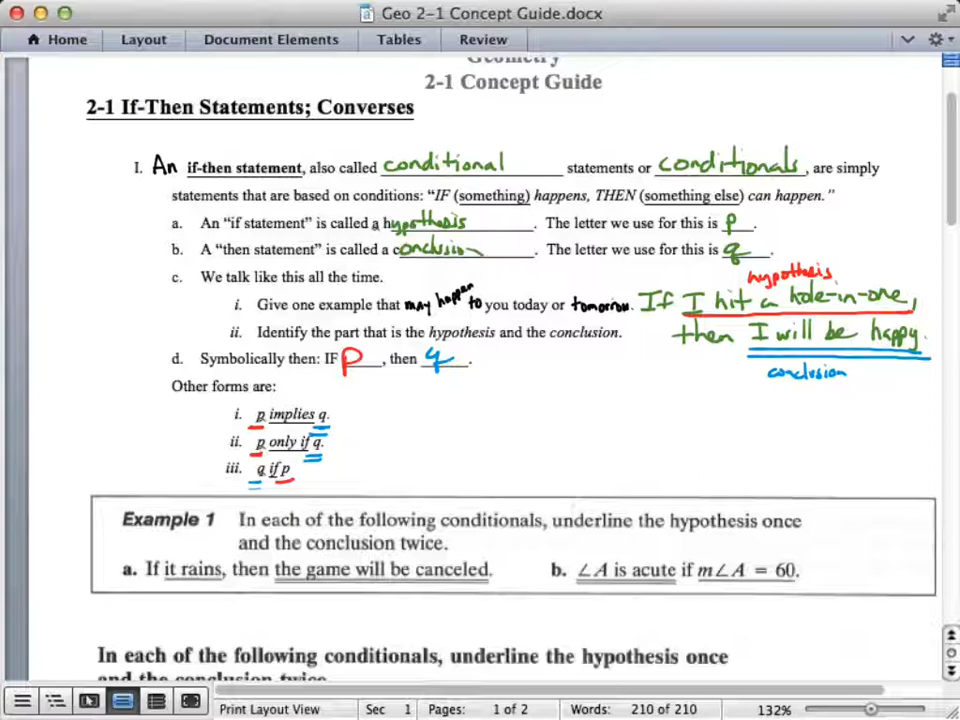 Geo 2-1 Concept Guide.docx
Home Layout Document Elements Tables Review
Geometry
2-1 Concept Guide
2-1 If-Then Statements; Converses
I. An if-then statement, also called conditional statements or conditionals, are simply
statements that are based on conditions: “IF (something) happens, THEN (something else) can happen.”
a. An “if statement” is called a hypothesis. The letter we use for this is p.
b. A “then statement” is called a conclusion. The letter we use for this is q.
c. We talk like this all the time.
hypothesis
i. Give one example that may happen to you today or tomorrow. If I hit a hole-in-one,
ii. Identify the part that is the hypothesis and the conclusion. then I will be happy.
d. Symbolically then: IF p, then q.
conclusion
Other forms are:
i. p implies q.
ii. p only if q.
iii. q if p
Example 1 In each of the following conditionals, underline the hypothesis once
and the conclusion twice.
a. If it rains, then the game will be canceled. b. ∠A is acute if m∠A = 60.
In each of the following conditionals, underline the hypothesis once
and the conclusion twice.
Print Layout View Sec 1 Pages: 1 of 2 Words: 210 of 210 132%